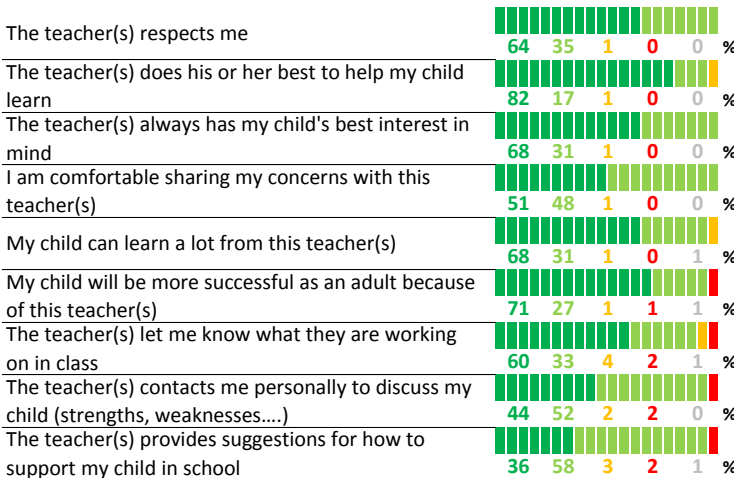 The teacher(s) respects me
64 35 1 0 0 %
The teacher(s) does his or her best to help my child
learn
82 17 1 0 0 %
The teacher(s) always has my child's best interest in
mind
68 31 1 0 0 %
I am comfortable sharing my concerns with this
teacher(s)
51 48 1 0 0 %
My child can learn a lot from this teacher(s)
68 31 1 0 1 %
My child will be more successful as an adult because
of this teacher(s)
71 27 1 1 1 %
The teacher(s) let me know what they are working
on in class
60 33 4 2 1 %
The teacher(s) contacts me personally to discuss my
child (strengths, weaknesses....)
44 52 2 2 0 %
The teacher(s) provides suggestions for how to
support my child in school
36 58 3 2 1 %